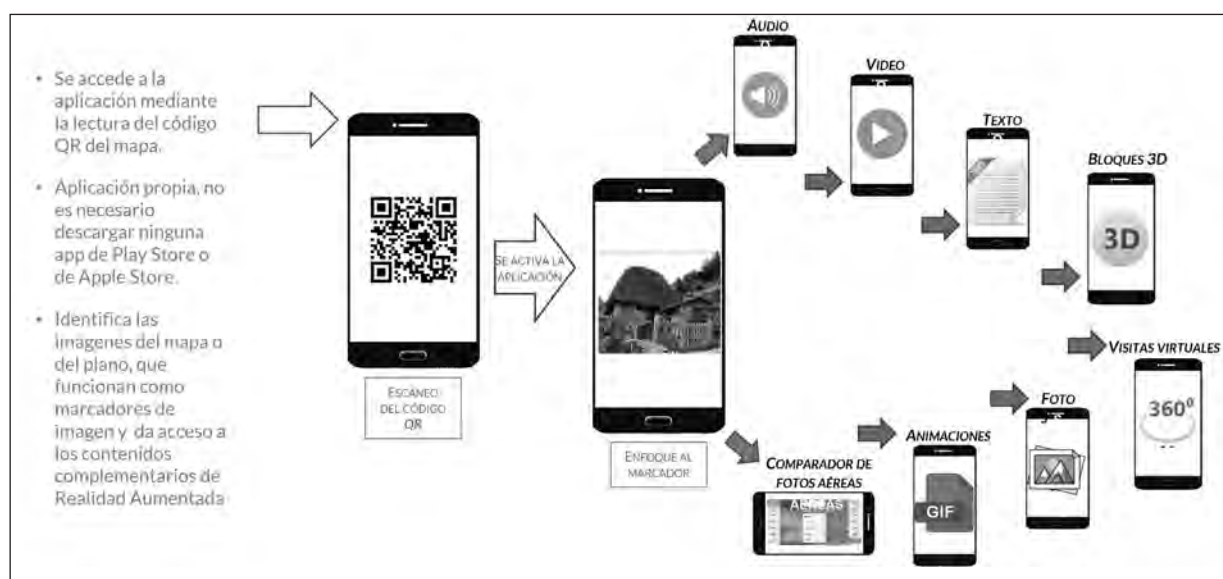 • Se accede a la
aplicación mediante
la lectura del código
QR del mapa.
• Aplicación propia, no
es necesario
descargar ninguna
app de Play Store o
de Apple Store.
• Identifica las
imágenes del mapa o
del plano, que
funcionan como
marcadores de
imagen y da acceso a
los contenidos
complementarios de
Realidad Aumentada
ESCANEO
DEL CÓDIGO
QR
SE ACTIVA LA
APLICACIÓN
ENFOQUE AL
MARCADOR
AUDIO
VIDEO
TEXTO
BLOQUES 3D
3D
VISITAS VIRTUALES
360º
FOTO
ANIMACIONES
GIF
COMPARADOR DE
FOTOS AÉREAS
AÉREAS